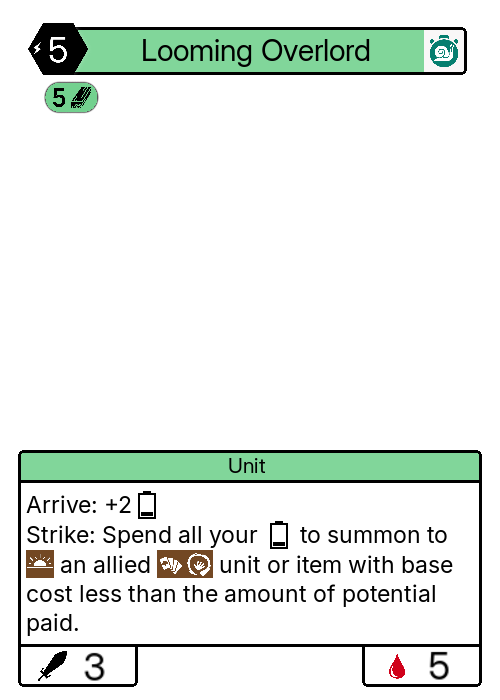 5 Looming Overlord
5
Unit
Arrive: +2
Strike: Spend all your to summon to
an allied unit or item with base
cost less than the amount of potential
paid.
3 5